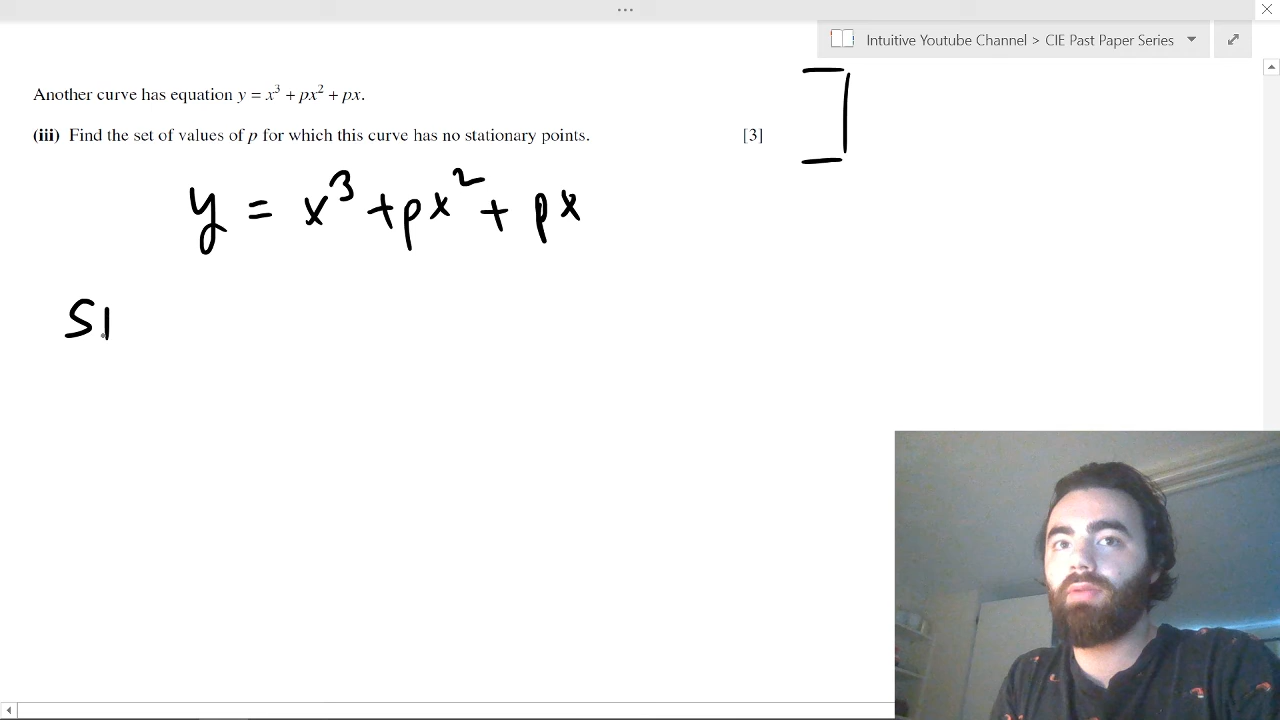 Intuitive Youtube Channel > CIE Past Paper Series
Another curve has equation y = x³ + px² + px.
(iii) Find the set of values of p for which this curve has no stationary points. [3]
y = x³ + px² + px